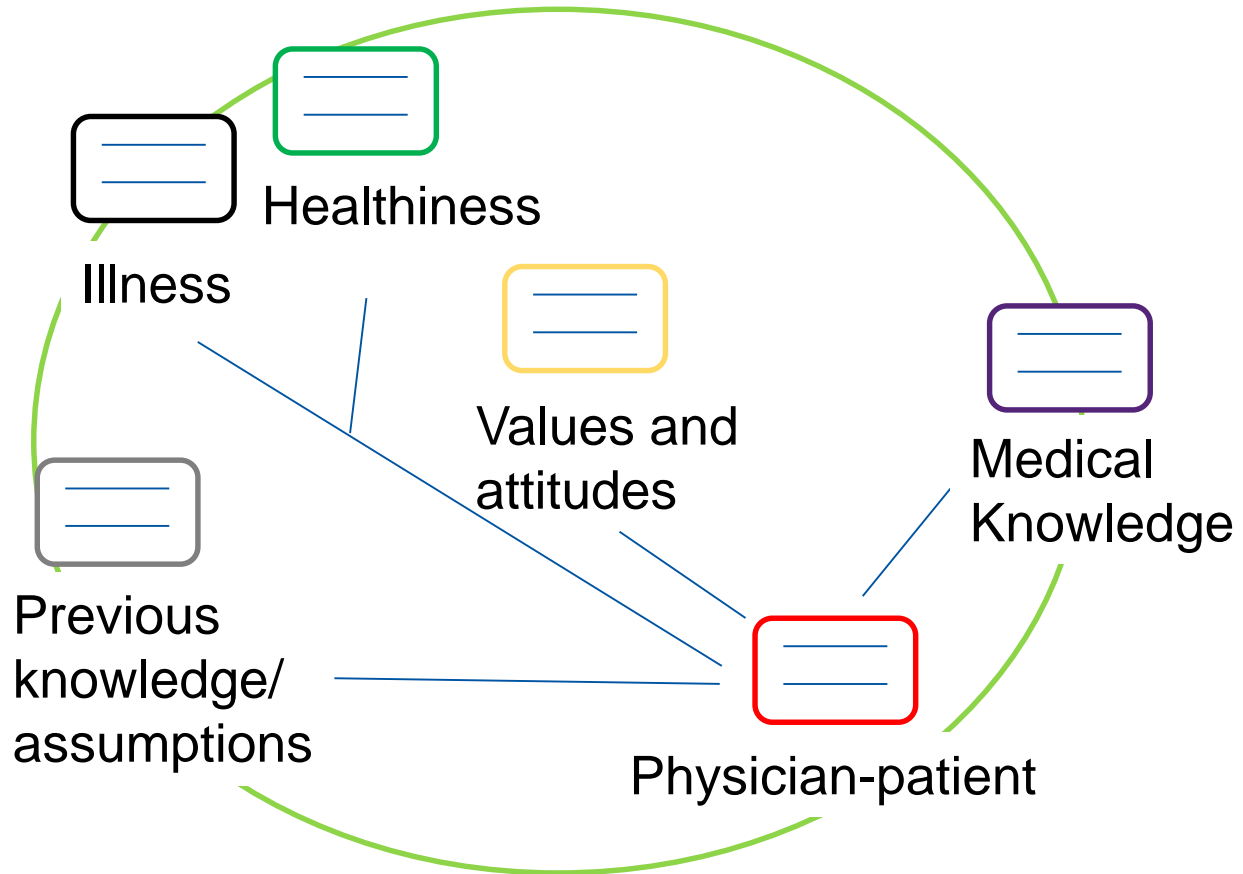 Healthiness
Illness
Values and
attitudes
Medical
Knowledge
Previous
knowledge/
assumptions
Physician-patient